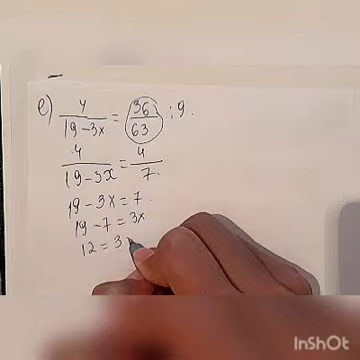 e) 4/(19-3x) = 36/63 ; 9.
4/(19-3x) = 4/7.
19-3x = 7.
19-7 = 3x.
12 = 3
InShOt